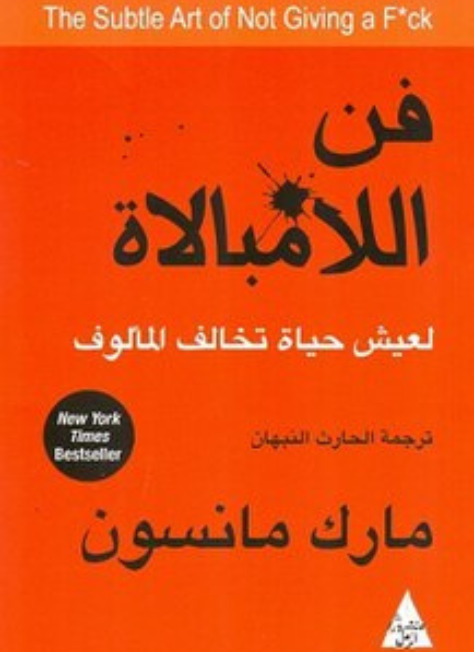 The Subtle Art of Not Giving a F*ck
فن
اللامبالاة
لعيش حياة تخالف المألوف
New York
Times
Bestseller
ترجمة الحارث النبهان
مارك مانسون